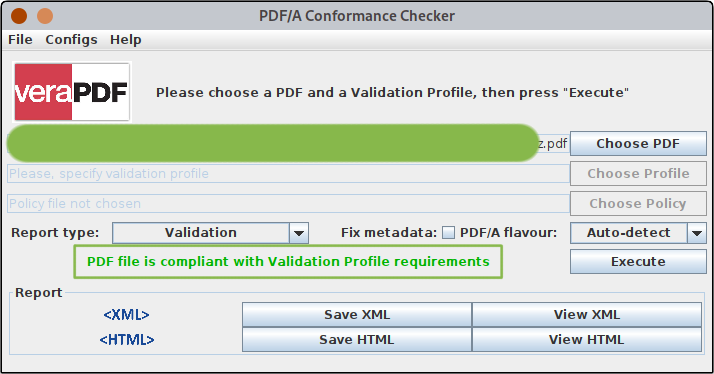 PDF/A Conformance Checker
File Configs Help
veraPDF
Please choose a PDF and a Validation Profile, then press "Execute"
z.pdf Choose PDF
Please, specify validation profile Choose Profile
Policy file not chosen Choose Policy
Report type: Validation Fix metadata: PDF/A flavour: Auto-detect
PDF file is compliant with Validation Profile requirements Execute
Report
<XML> Save XML View XML
<HTML> Save HTML View HTML